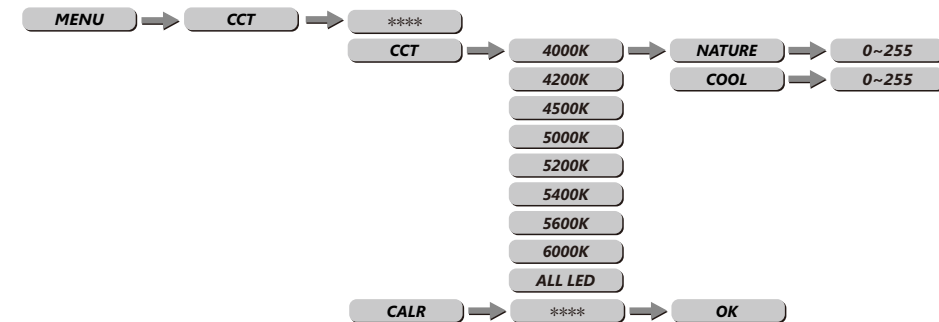 MENU CCT ****
CCT 4000K NATURE 0~255
4200K COOL 0~255
4500K
5000K
5200K
5400K
5600K
6000K
ALL LED
CALR **** OK